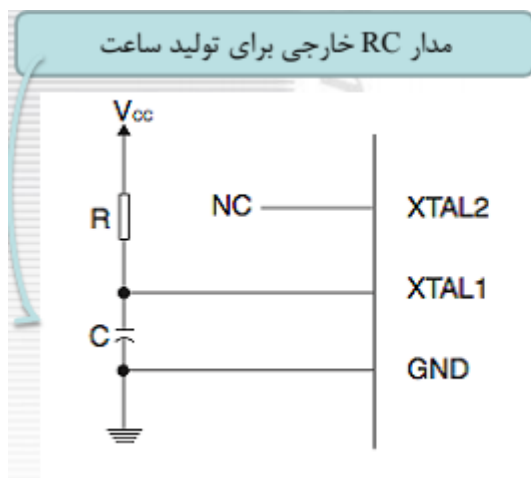 مدار RC خارجی برای تولید ساعت
Vcc
R
NC
XTAL2
XTAL1
C
GND